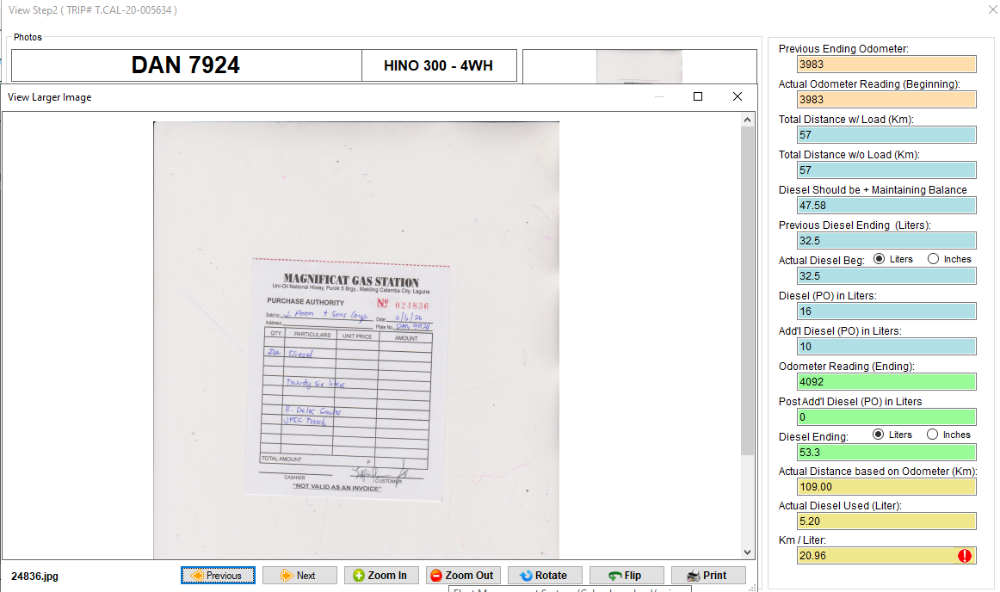 View Step2 ( TRIP# T.CAL-20-005634 )
Photos
DAN 7924
HINO 300 - 4WH
View Larger Image
MAGNIFICAT GAS STATION
Uni-Oil National Hiway, Purok 5 Brgy., Makiling Calamba City, Laguna
PURCHASE AUTHORITY
Nº 024836
Sold to: J. Poon + Sons Corp Date: 6/6/20
Address: Plate No. DAN 7924
QTY. PARTICULARS UNIT PRICE AMOUNT
26 Diesel
twenty six liters
R. Delos
JPSC truck
TOTAL AMOUNT P
CASHIER CUSTOMER
"NOT VALID AS AN INVOICE"
24836.jpg
Previous
Next
Zoom In
Zoom Out
Rotate
Flip
Print
Previous Ending Odometer:
3983
Actual Odometer Reading (Beginning):
3983
Total Distance w/ Load (Km):
57
Total Distance w/o Load (Km):
57
Diesel Should be + Maintaining Balance
47.58
Previous Diesel Ending (Liters):
32.5
Actual Diesel Beg: Liters Inches
32.5
Diesel (PO) in Liters:
16
Add'l Diesel (PO) in Liters:
10
Odometer Reading (Ending):
4092
Post Add'l Diesel (PO) in Liters
0
Diesel Ending: Liters Inches
53.3
Actual Distance based on Odometer (Km):
109.00
Actual Diesel Used (Liter):
5.20
Km / Liter:
20.96